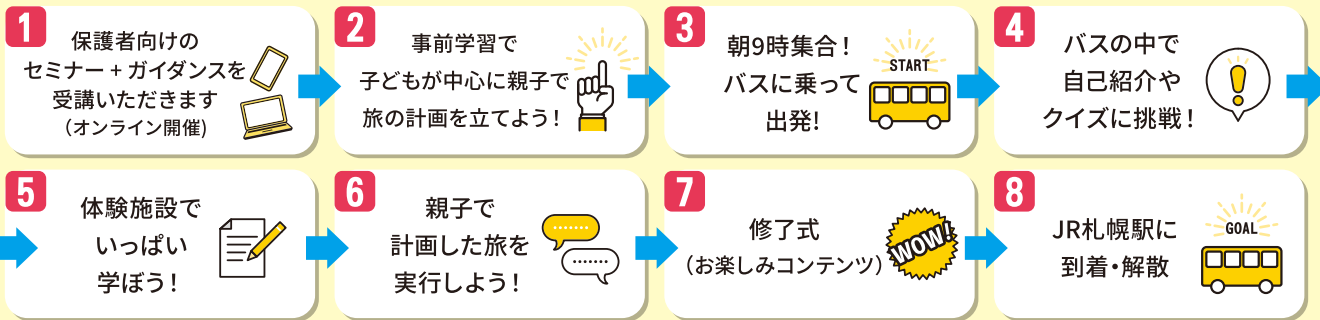 1
保護者向けの
セミナー + ガイダンスを
受講いただきます
（オンライン開催)
2
事前学習で
子どもが中心に親子で
旅の計画を立てよう！
3
朝9時集合！
バスに乗って
出発!
START
4
バスの中で
自己紹介や
クイズに挑戦！
5
体験施設で
いっぱい
学ぼう！
6
親子で
計画した旅を
実行しよう！
7
修了式
（お楽しみコンテンツ）
WOW!
8
JR札幌駅に
到着・解散
GOAL